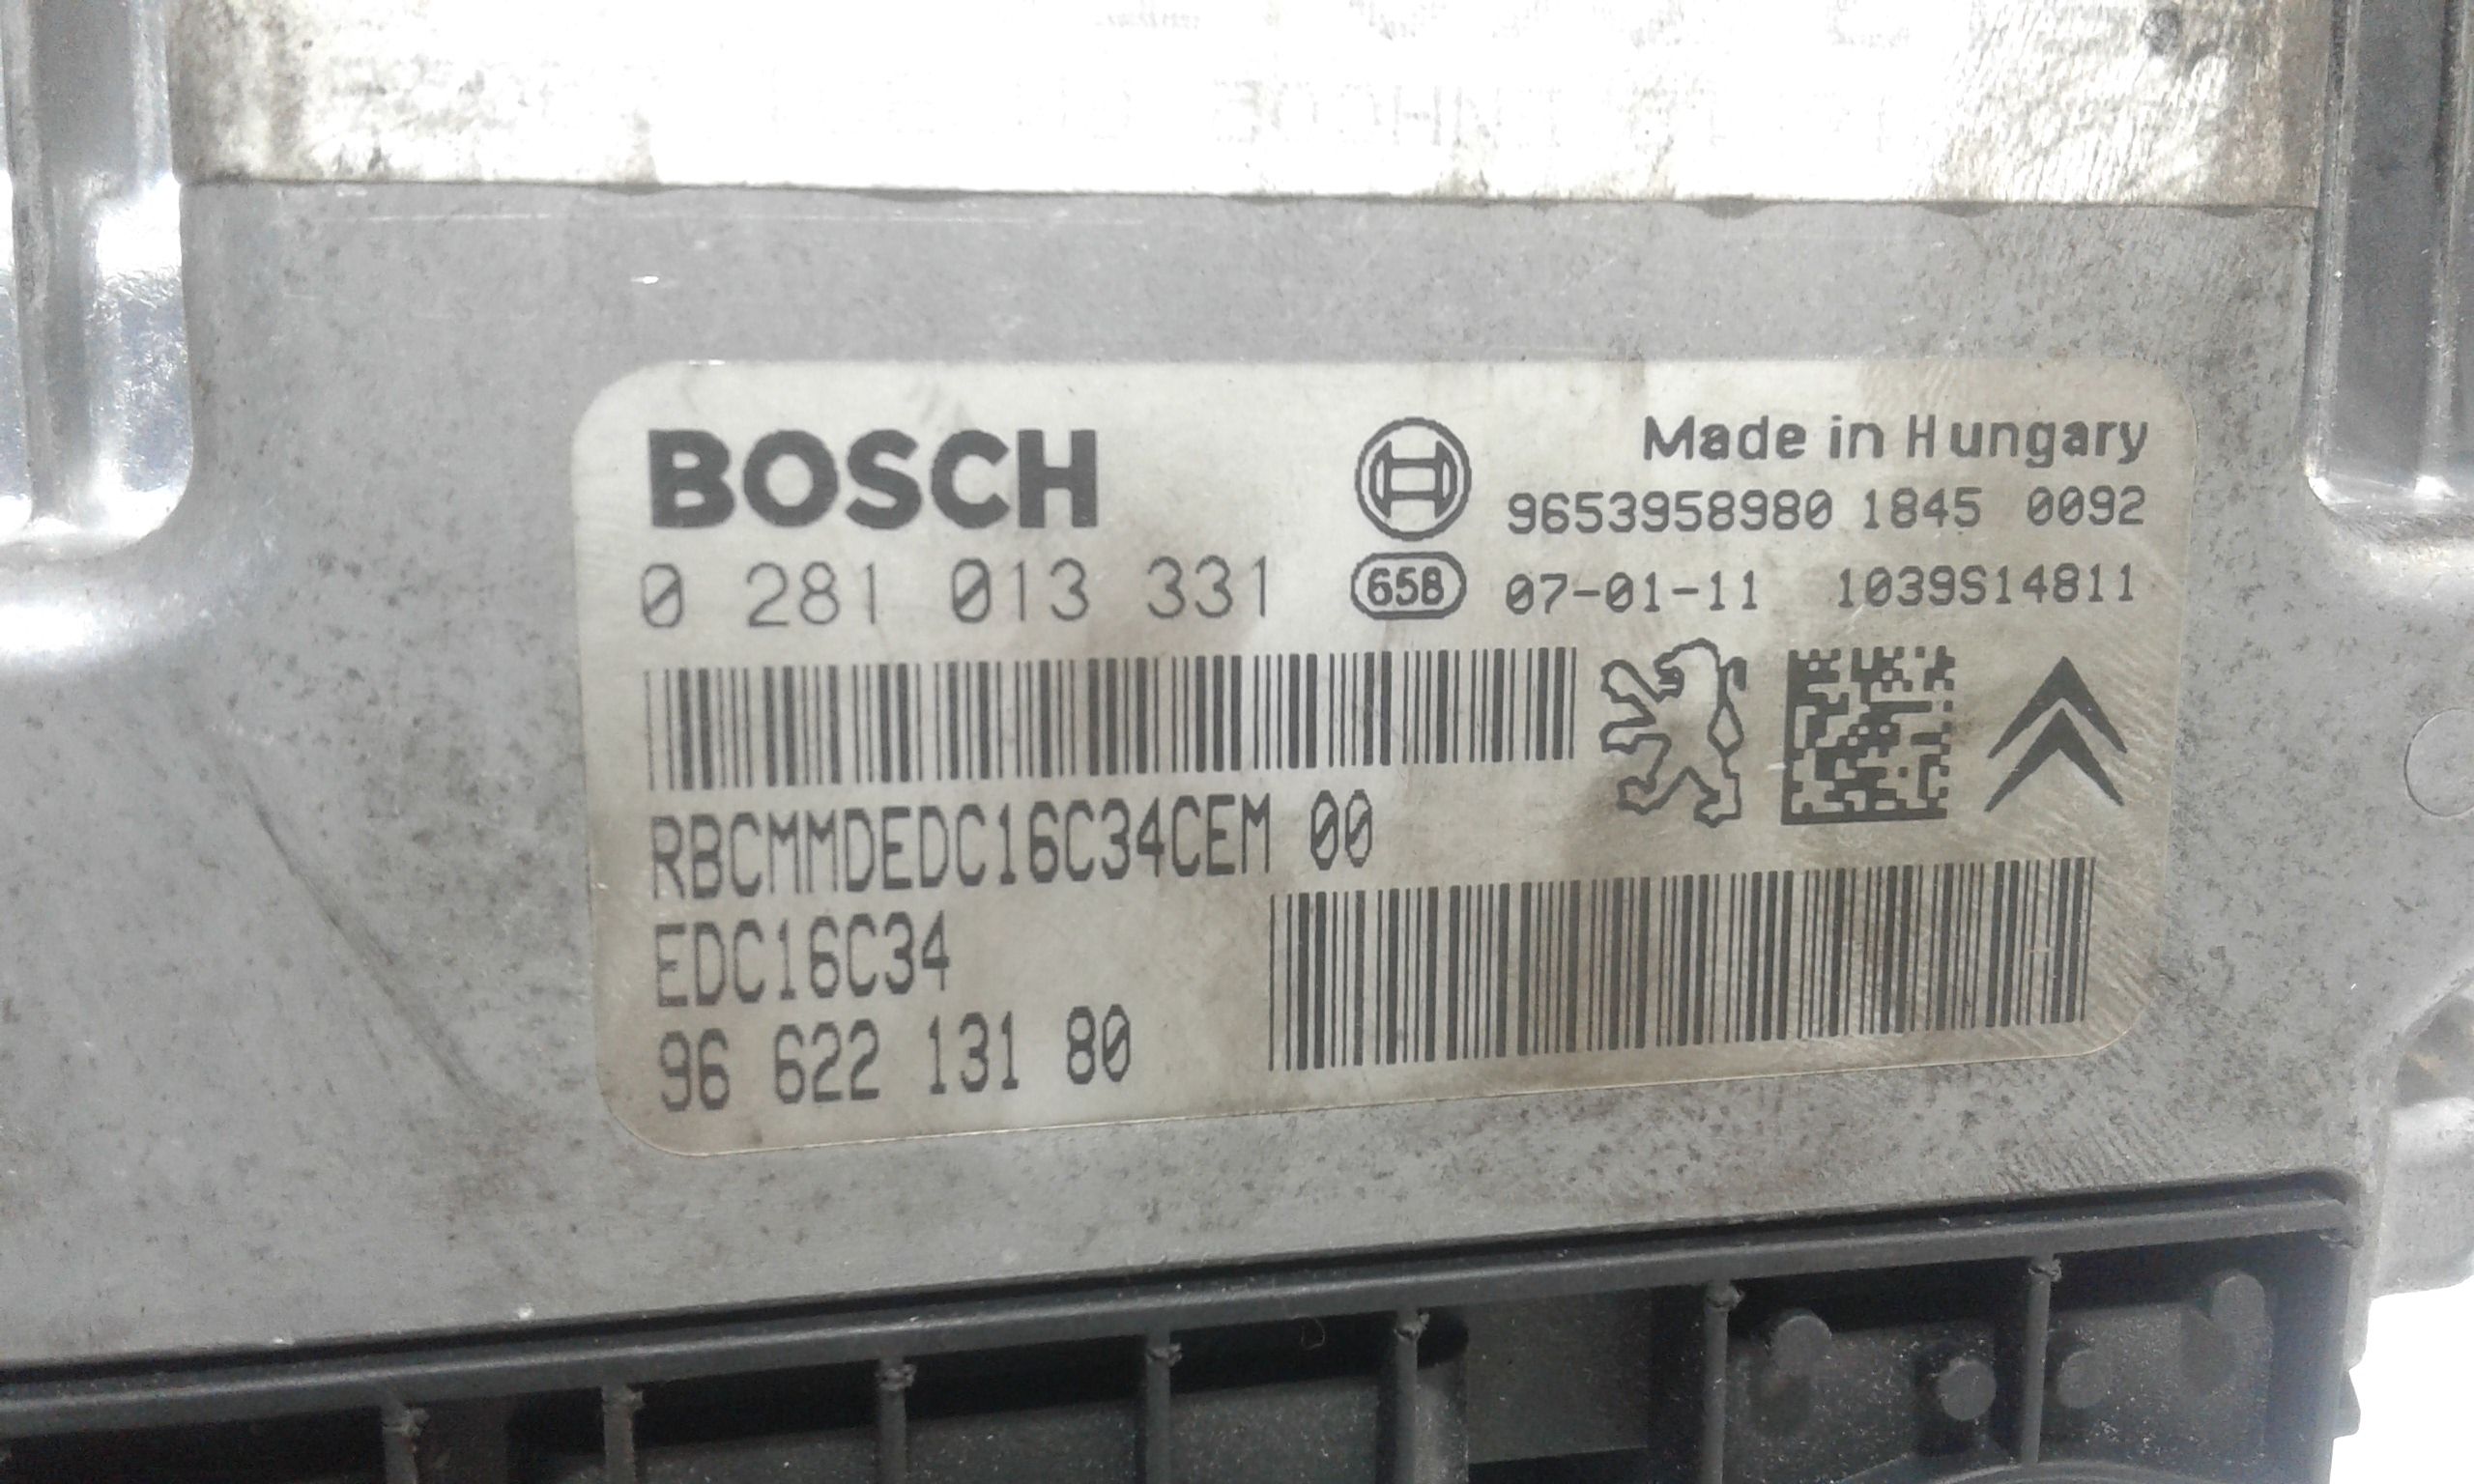 BOSCH
Made in Hungary
9653958980 1845 0092
0 281 013 331
658
07-01-11 1039S14811
RBCMMDEDC16C34CEM 00
EDC16C34
96 622 131 80